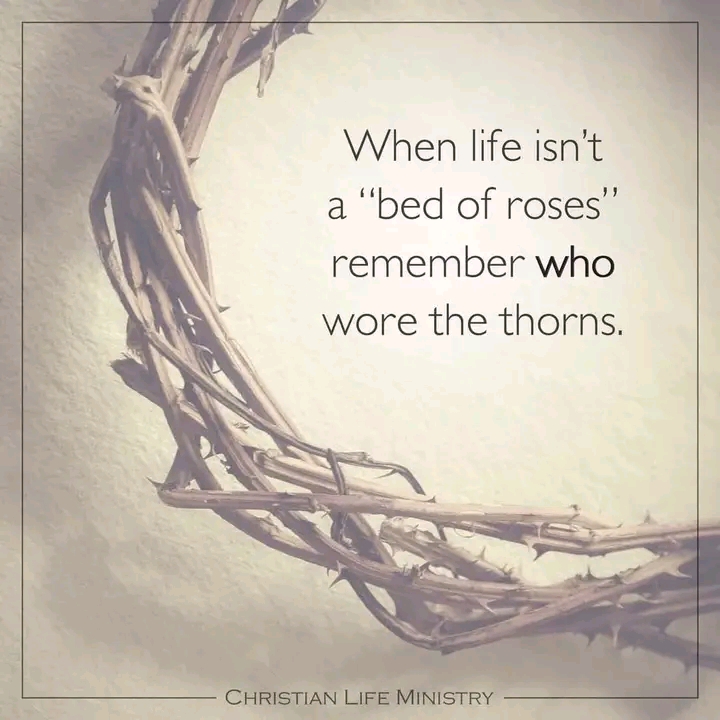 When life isn’t
a “bed of roses”
remember who
wore the thorns.
CHRISTIAN LIFE MINISTRY